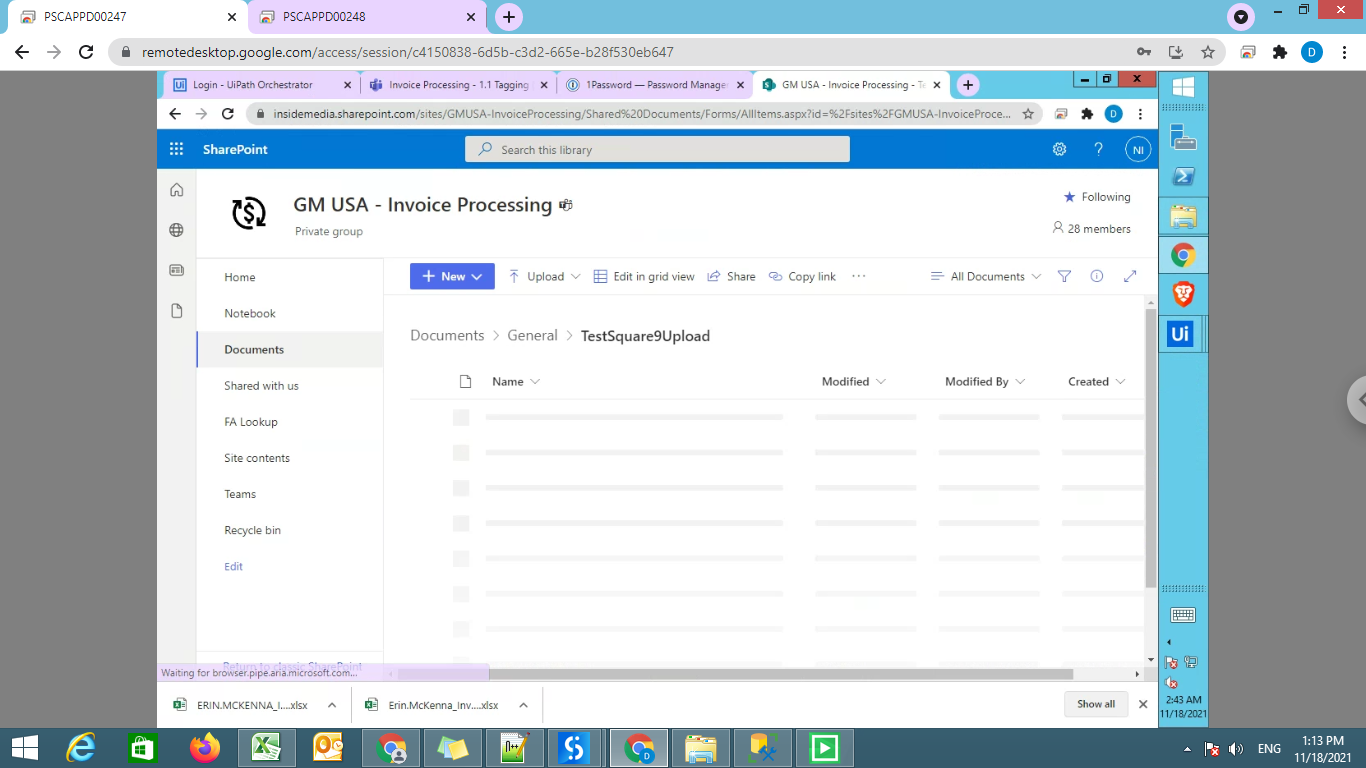 PSCAPPD00247
PSCAPPD00248
remotedesktop.google.com/access/session/c4150838-6d5b-c3d2-665e-b28f530eb647
D
Login - UiPath Orchestrator
Invoice Processing - 1.1 Tagging
1Password — Password Manage
GM USA - Invoice Processing - Te
insidemedia.sharepoint.com/sites/GMUSA-InvoiceProcessing/Shared%20Documents/Forms/AllItems.aspx?id=%2Fsites%2FGMUSA-InvoiceProce...
D
SharePoint
Search this library
NI
GM USA - Invoice Processing
Private group
Following
28 members
Home
Notebook
Documents
Shared with us
FA Lookup
Site contents
Teams
Recycle bin
Edit
Return to classic SharePoint
New
Upload
Edit in grid view
Share
Copy link
All Documents
Documents > General > TestSquare9Upload
Name
Modified
Modified By
Created
Waiting for browser.pipe.aria.microsoft.com...
ERIN.MCKENNA_I....xlsx
Erin.McKenna_Inv....xlsx
Show all
Ui
2:43 AM
11/18/2021
ENG
1:13 PM
11/18/2021